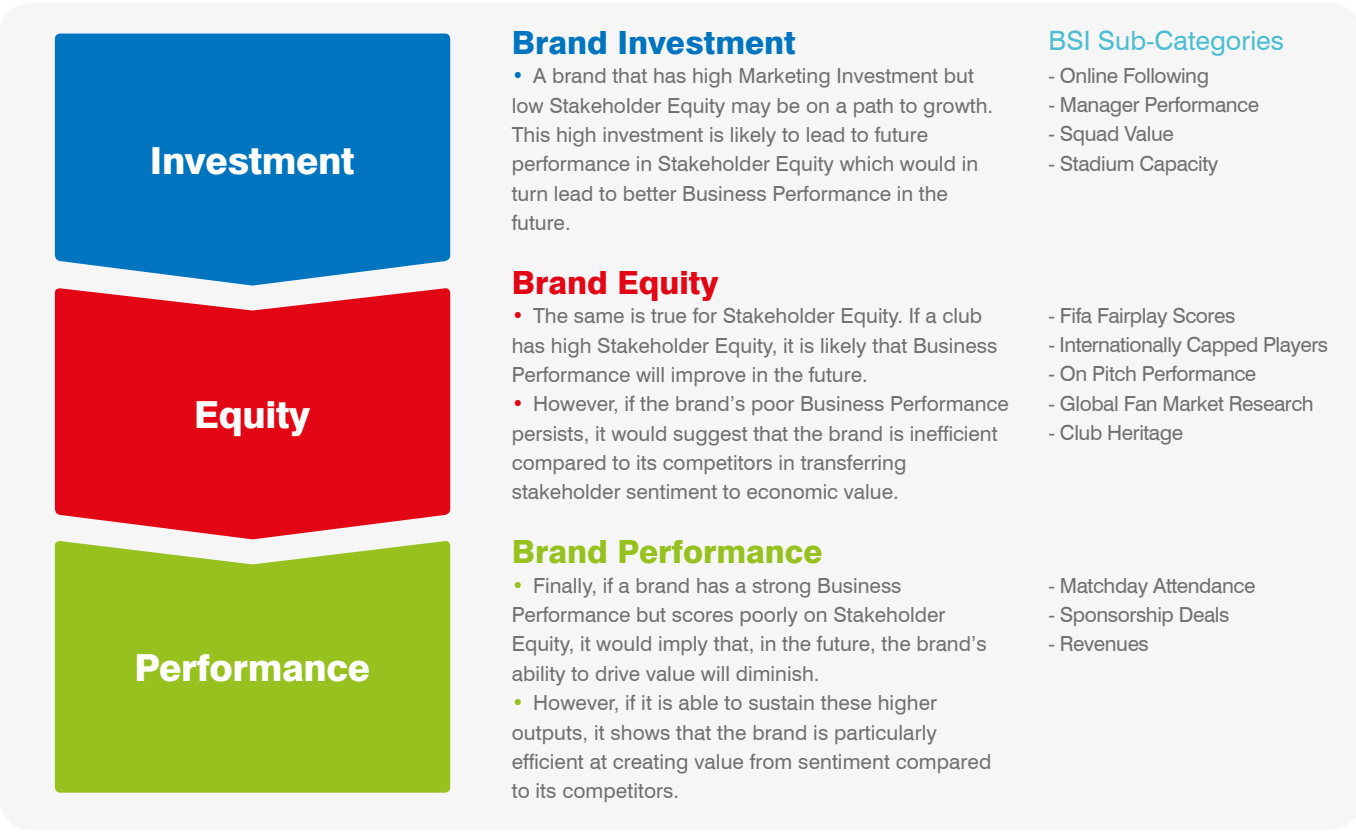 Investment
Brand Investment
• A brand that has high Marketing Investment but
low Stakeholder Equity may be on a path to growth.
This high investment is likely to lead to future
performance in Stakeholder Equity which would in
turn lead to better Business Performance in the
future.
BSI Sub-Categories
- Online Following
- Manager Performance
- Squad Value
- Stadium Capacity
Equity
Brand Equity
• The same is true for Stakeholder Equity. If a club
has high Stakeholder Equity, it is likely that Business
Performance will improve in the future.
• However, if the brand’s poor Business Performance
persists, it would suggest that the brand is inefficient
compared to its competitors in transferring
stakeholder sentiment to economic value.
- Fifa Fairplay Scores
- Internationally Capped Players
- On Pitch Performance
- Global Fan Market Research
- Club Heritage
Performance
Brand Performance
• Finally, if a brand has a strong Business
Performance but scores poorly on Stakeholder
Equity, it would imply that, in the future, the brand’s
ability to drive value will diminish.
• However, if it is able to sustain these higher
outputs, it shows that the brand is particularly
efficient at creating value from sentiment compared
to its competitors.
- Matchday Attendance
- Sponsorship Deals
- Revenues